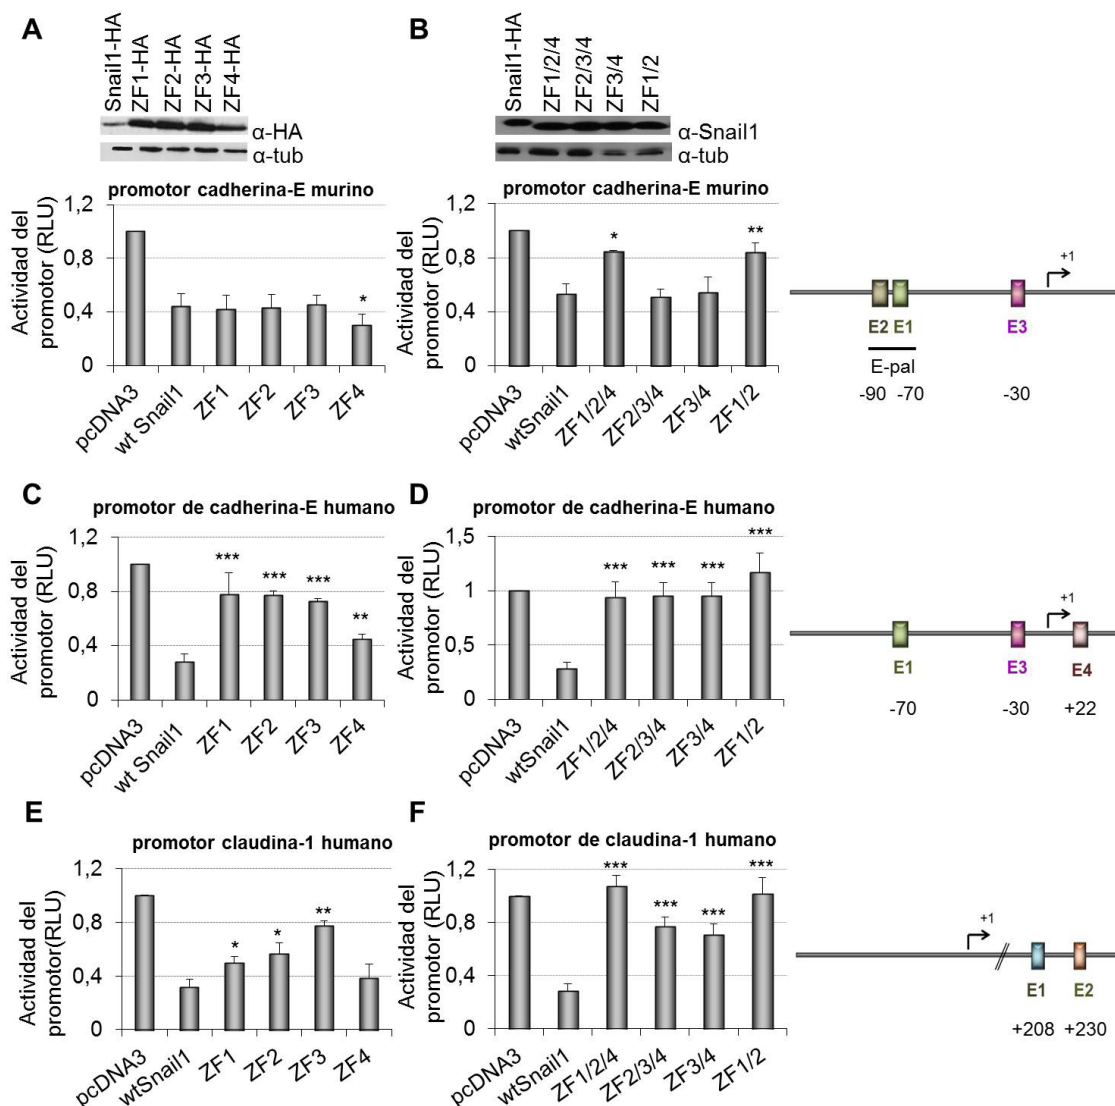 A
Snail1-HA
ZF1-HA
ZF2-HA
ZF3-HA
ZF4-HA
α-HA
α-tub
promotor cadherina-E murino
Actividad del
promotor (RLU)
1,2
0,8
0,4
0
*
pcDNA3
wt Snail1
ZF1
ZF2
ZF3
ZF4
B
Snail1-HA
ZF1/2/4
ZF2/3/4
ZF3/4
ZF1/2
α-Snail1
α-tub
promotor cadherina-E murino
Actividad del
promotor (RLU)
1,2
0,8
0,4
0
*
**
pcDNA3
wtSnail1
ZF1/2/4
ZF2/3/4
ZF3/4
ZF1/2
+1
E2 E1 E3
E-pal
-90 -70 -30
C
promotor de cadherina-E humano
Actividad del
promotor (RLU)
1,2
0,8
0,4
0
***
***
***
**
pcDNA3
wt Snail1
ZF1
ZF2
ZF3
ZF4
D
promotor de cadherina-E humano
Actividad del
promotor (RLU)
1,5
1
0,5
0
***
***
***
***
pcDNA3
wtSnail1
ZF1/2/4
ZF2/3/4
ZF3/4
ZF1/2
+1
E1 E3 E4
-70 -30 +22
E
promotor claudina-1 humano
Actividad del
promotor(RLU)
1,2
0,8
0,4
0
*
*
**
pcDNA3
wtSnail1
ZF1
ZF2
ZF3
ZF4
F
promotor de claudina-1 humano
Actividad del
promotor (RLU)
1,2
0,8
0,4
0
***
***
***
***
pcDNA3
wtSnail1
ZF1/2/4
ZF2/3/4
ZF3/4
ZF1/2
+1
E1 E2
+208 +230